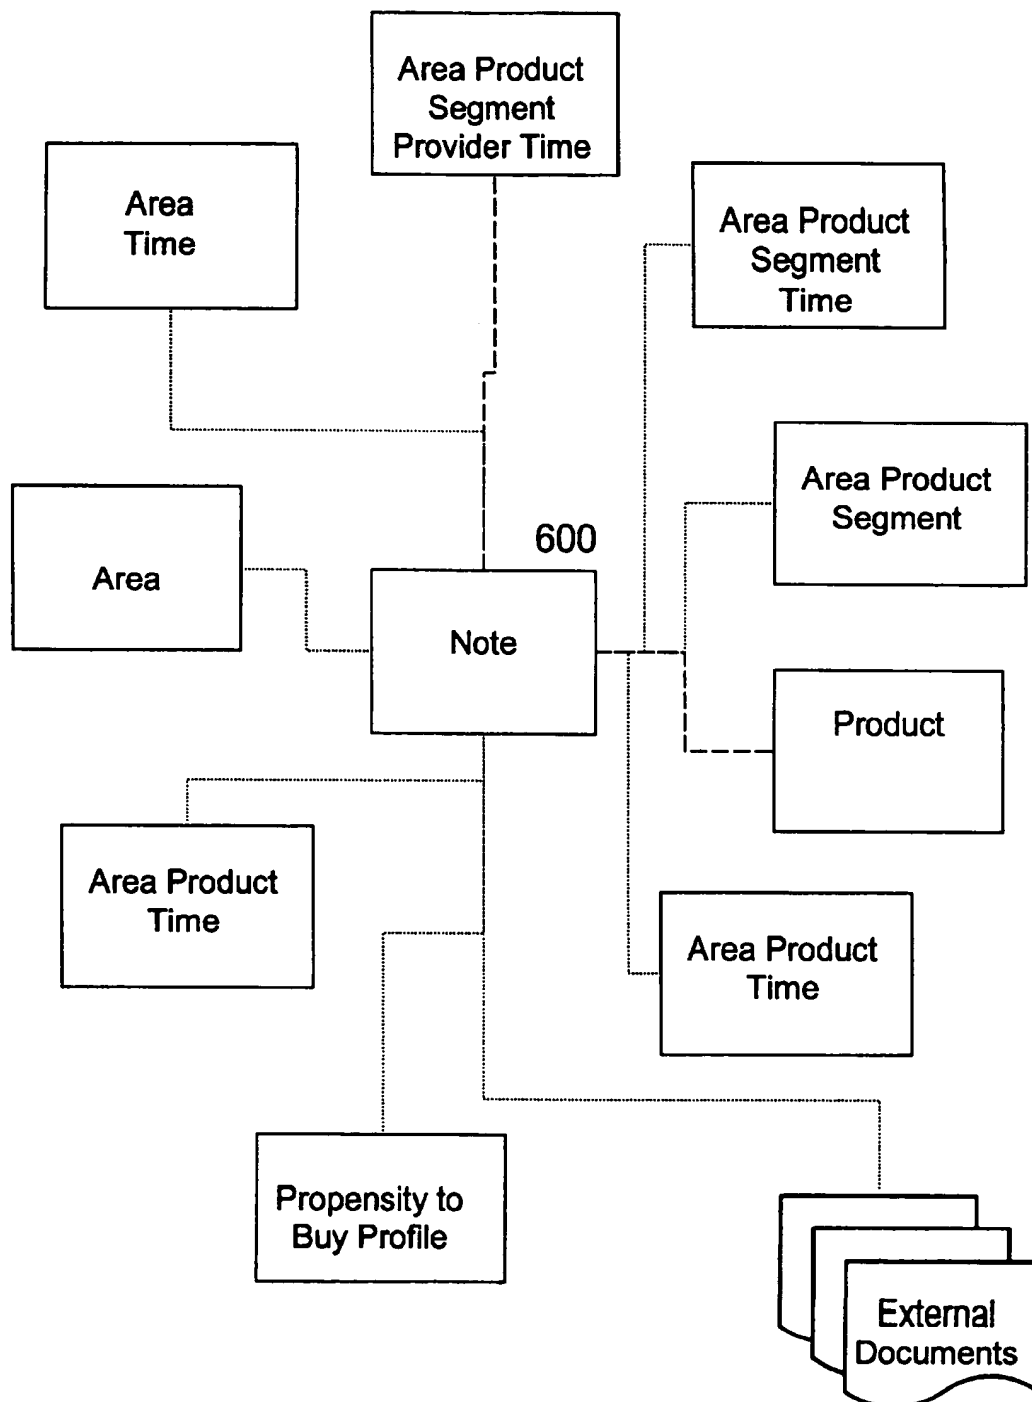 Area Product
Segment
Provider Time
Area
Time
Area Product
Segment
Time
Area Product
Segment
600
Area
Note
Product
Area Product
Time
Area Product
Time
Propensity to
Buy Profile
External
Documents